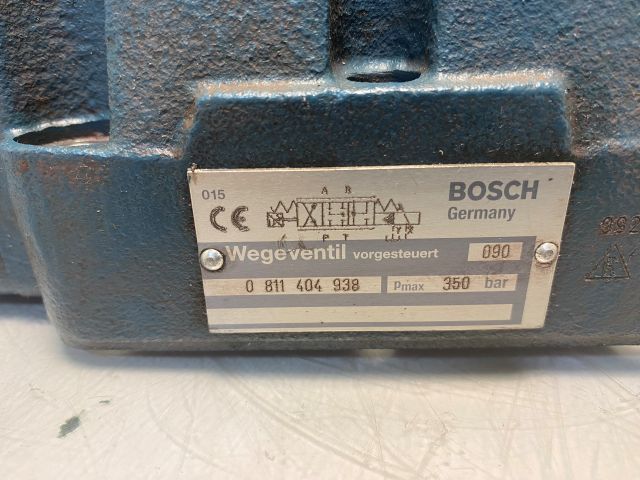 015
BOSCH
CE
A B
Germany
P T
Wegeventil vorgesteuert 090
0 811 404 938 pmax 350 bar